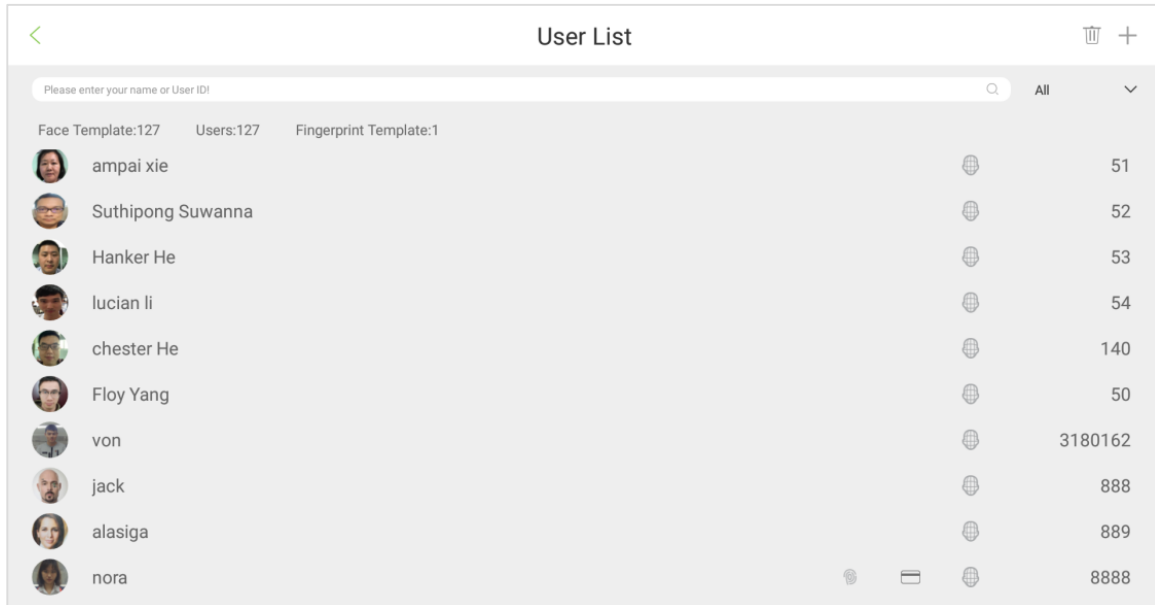 User List
Please enter your name or User ID!
All
Face Template:127 Users:127 Fingerprint Template:1
ampai xie 51
Suthipong Suwanna 52
Hanker He 53
lucian li 54
chester He 140
Floy Yang 50
von 3180162
jack 888
alasiga 889
nora 8888